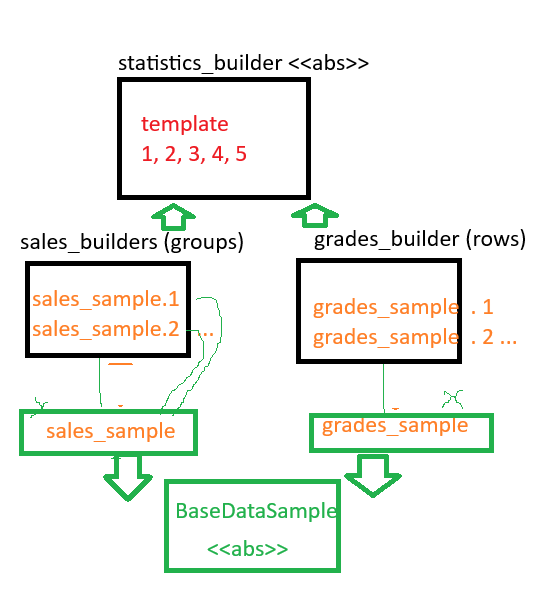 statistics_builder <<abs>>
template
1, 2, 3, 4, 5
sales_builders (groups)
grades_builder (rows)
sales_sample.1
sales_sample.2 ...
grades_sample . 1
grades_sample . 2 ...
sales_sample
grades_sample
BaseDataSample
<<abs>>